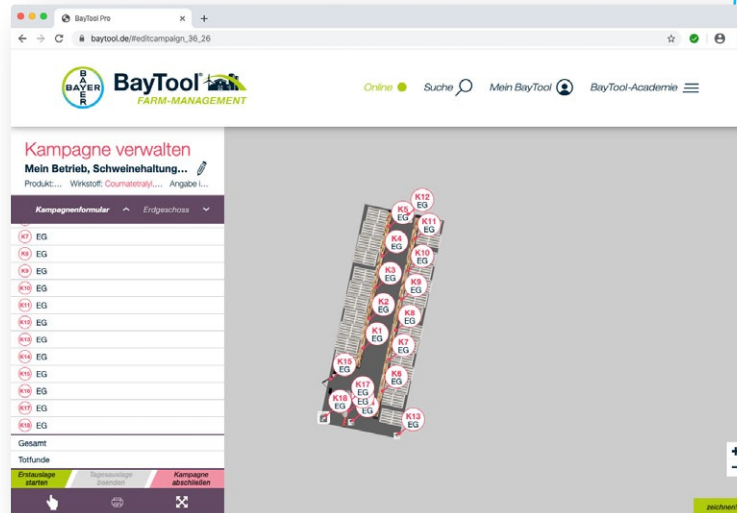 BayTool Pro
baytool.de/#editcampaign_36_26
BAYER
BAYER
BayTool®
FARM-MANAGEMENT
Online
Suche
Mein BayTool
BayTool-Academie
Kampagne verwalten
Mein Betrieb, Schweinehaltung...
Produkt:... Wirkstoff: Coumatetralyl,... Angabe i...
Kampagnenformular
Erdgeschoss
K7 EG
K8 EG
K9 EG
K10 EG
K11 EG
K12 EG
K13 EG
K14 EG
K15 EG
K16 EG
K17 EG
K18 EG
Gesamt
Totfunde
Erstauslage starten
Tagesauslage beenden
Kampagne abschließen
K12 EG
K5 EG
K11 EG
K4 EG
K10 EG
K3 EG
K9 EG
K2 EG
K8 EG
K1 EG
K7 EG
K15 EG
K6 EG
K17 EG
K18 EG
EG
EG
K13 EG
zeichnen!